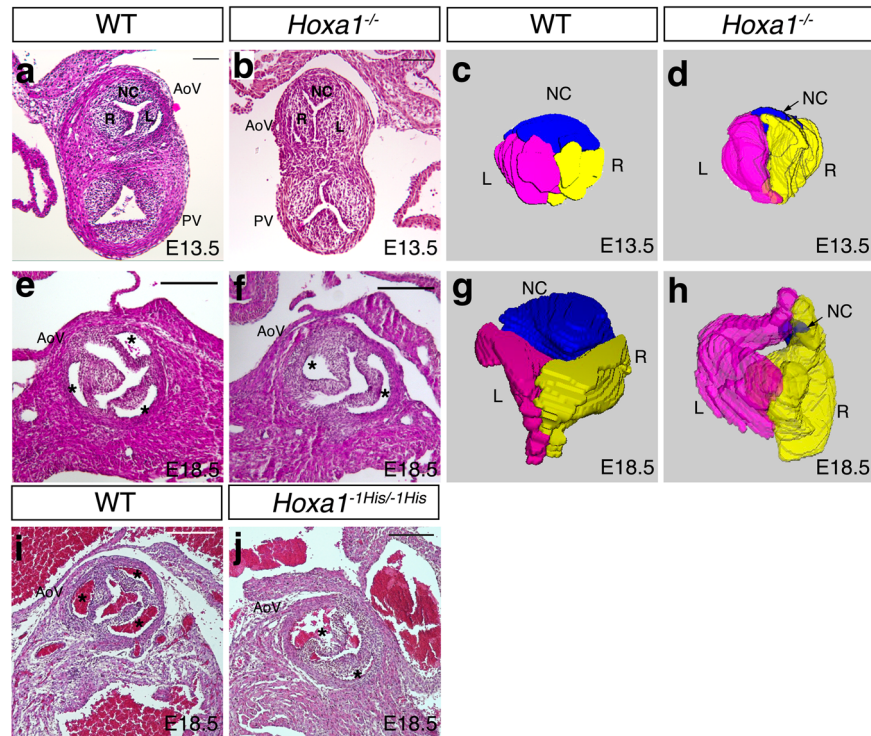 WT
Hoxa1-/-
WT
Hoxa1-/-
a
AoV
NC
R
L
PV
E13.5
b
NC
R
L
AoV
PV
E13.5
c
NC
L
R
E13.5
d
NC
L
R
E13.5
e
AoV
*
*
*
E18.5
f
AoV
*
*
E18.5
g
NC
R
L
E18.5
h
NC
L
R
E18.5
WT
Hoxa1-1His/-1His
i
AoV
*
*
*
E18.5
j
AoV
*
*
E18.5